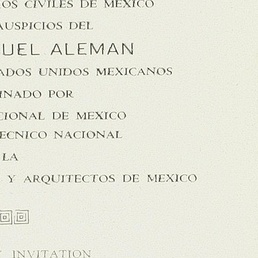 OS CIVILES DE MEXICO
AUSPICIOS DEL
UEL ALEMAN
ADOS UNIDOS MEXICANOS
INADO POR
CIONAL DE MEXICO
ECNICO NACIONAL
LA
Y ARQUITECTOS DE MEXICO
INVITATION